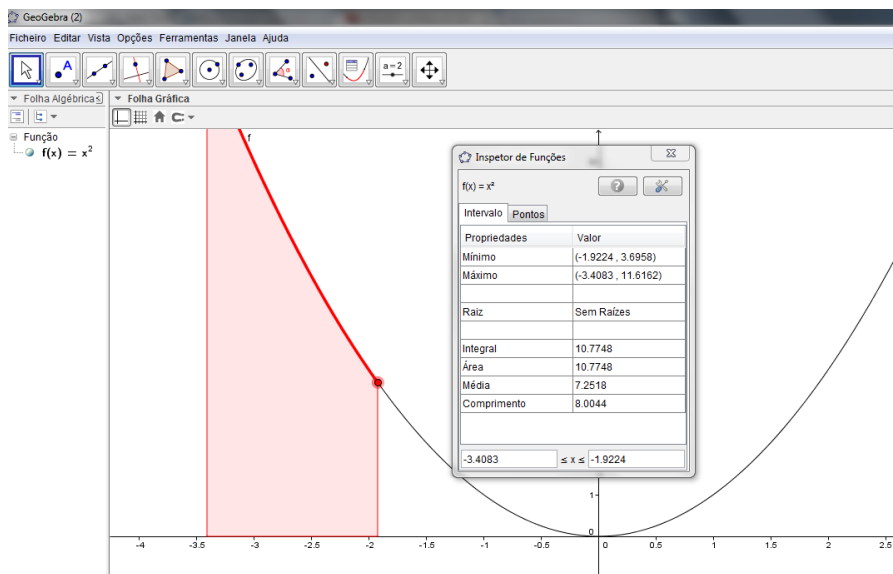 GeoGebra (2)
Ficheiro Editar Vista Opções Ferramentas Janela Ajuda
A
α
a=2
Folha Algébrica
Folha Gráfica
Função
f(x) = x²
f
Inspetor de Funções
f(x) = x²
Intervalo Pontos
Propriedades Valor
Mínimo (-1.9224 , 3.6958)
Máximo (-3.4083 , 11.6162)
Raiz Sem Raízes
Integral 10.7748
Área 10.7748
Média 7.2518
Comprimento 8.0044
-3.4083 ≤ x ≤ -1.9224
1
0
-4 -3.5 -3 -2.5 -2 -1.5 -1 -0.5 0 0.5 1 1.5 2 2.5